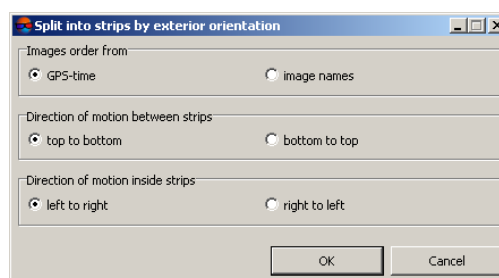 Split into strips by exterior orientation
Images order from
GPS-time image names
Direction of motion between strips
top to bottom bottom to top
Direction of motion inside strips
left to right right to left
OK Cancel